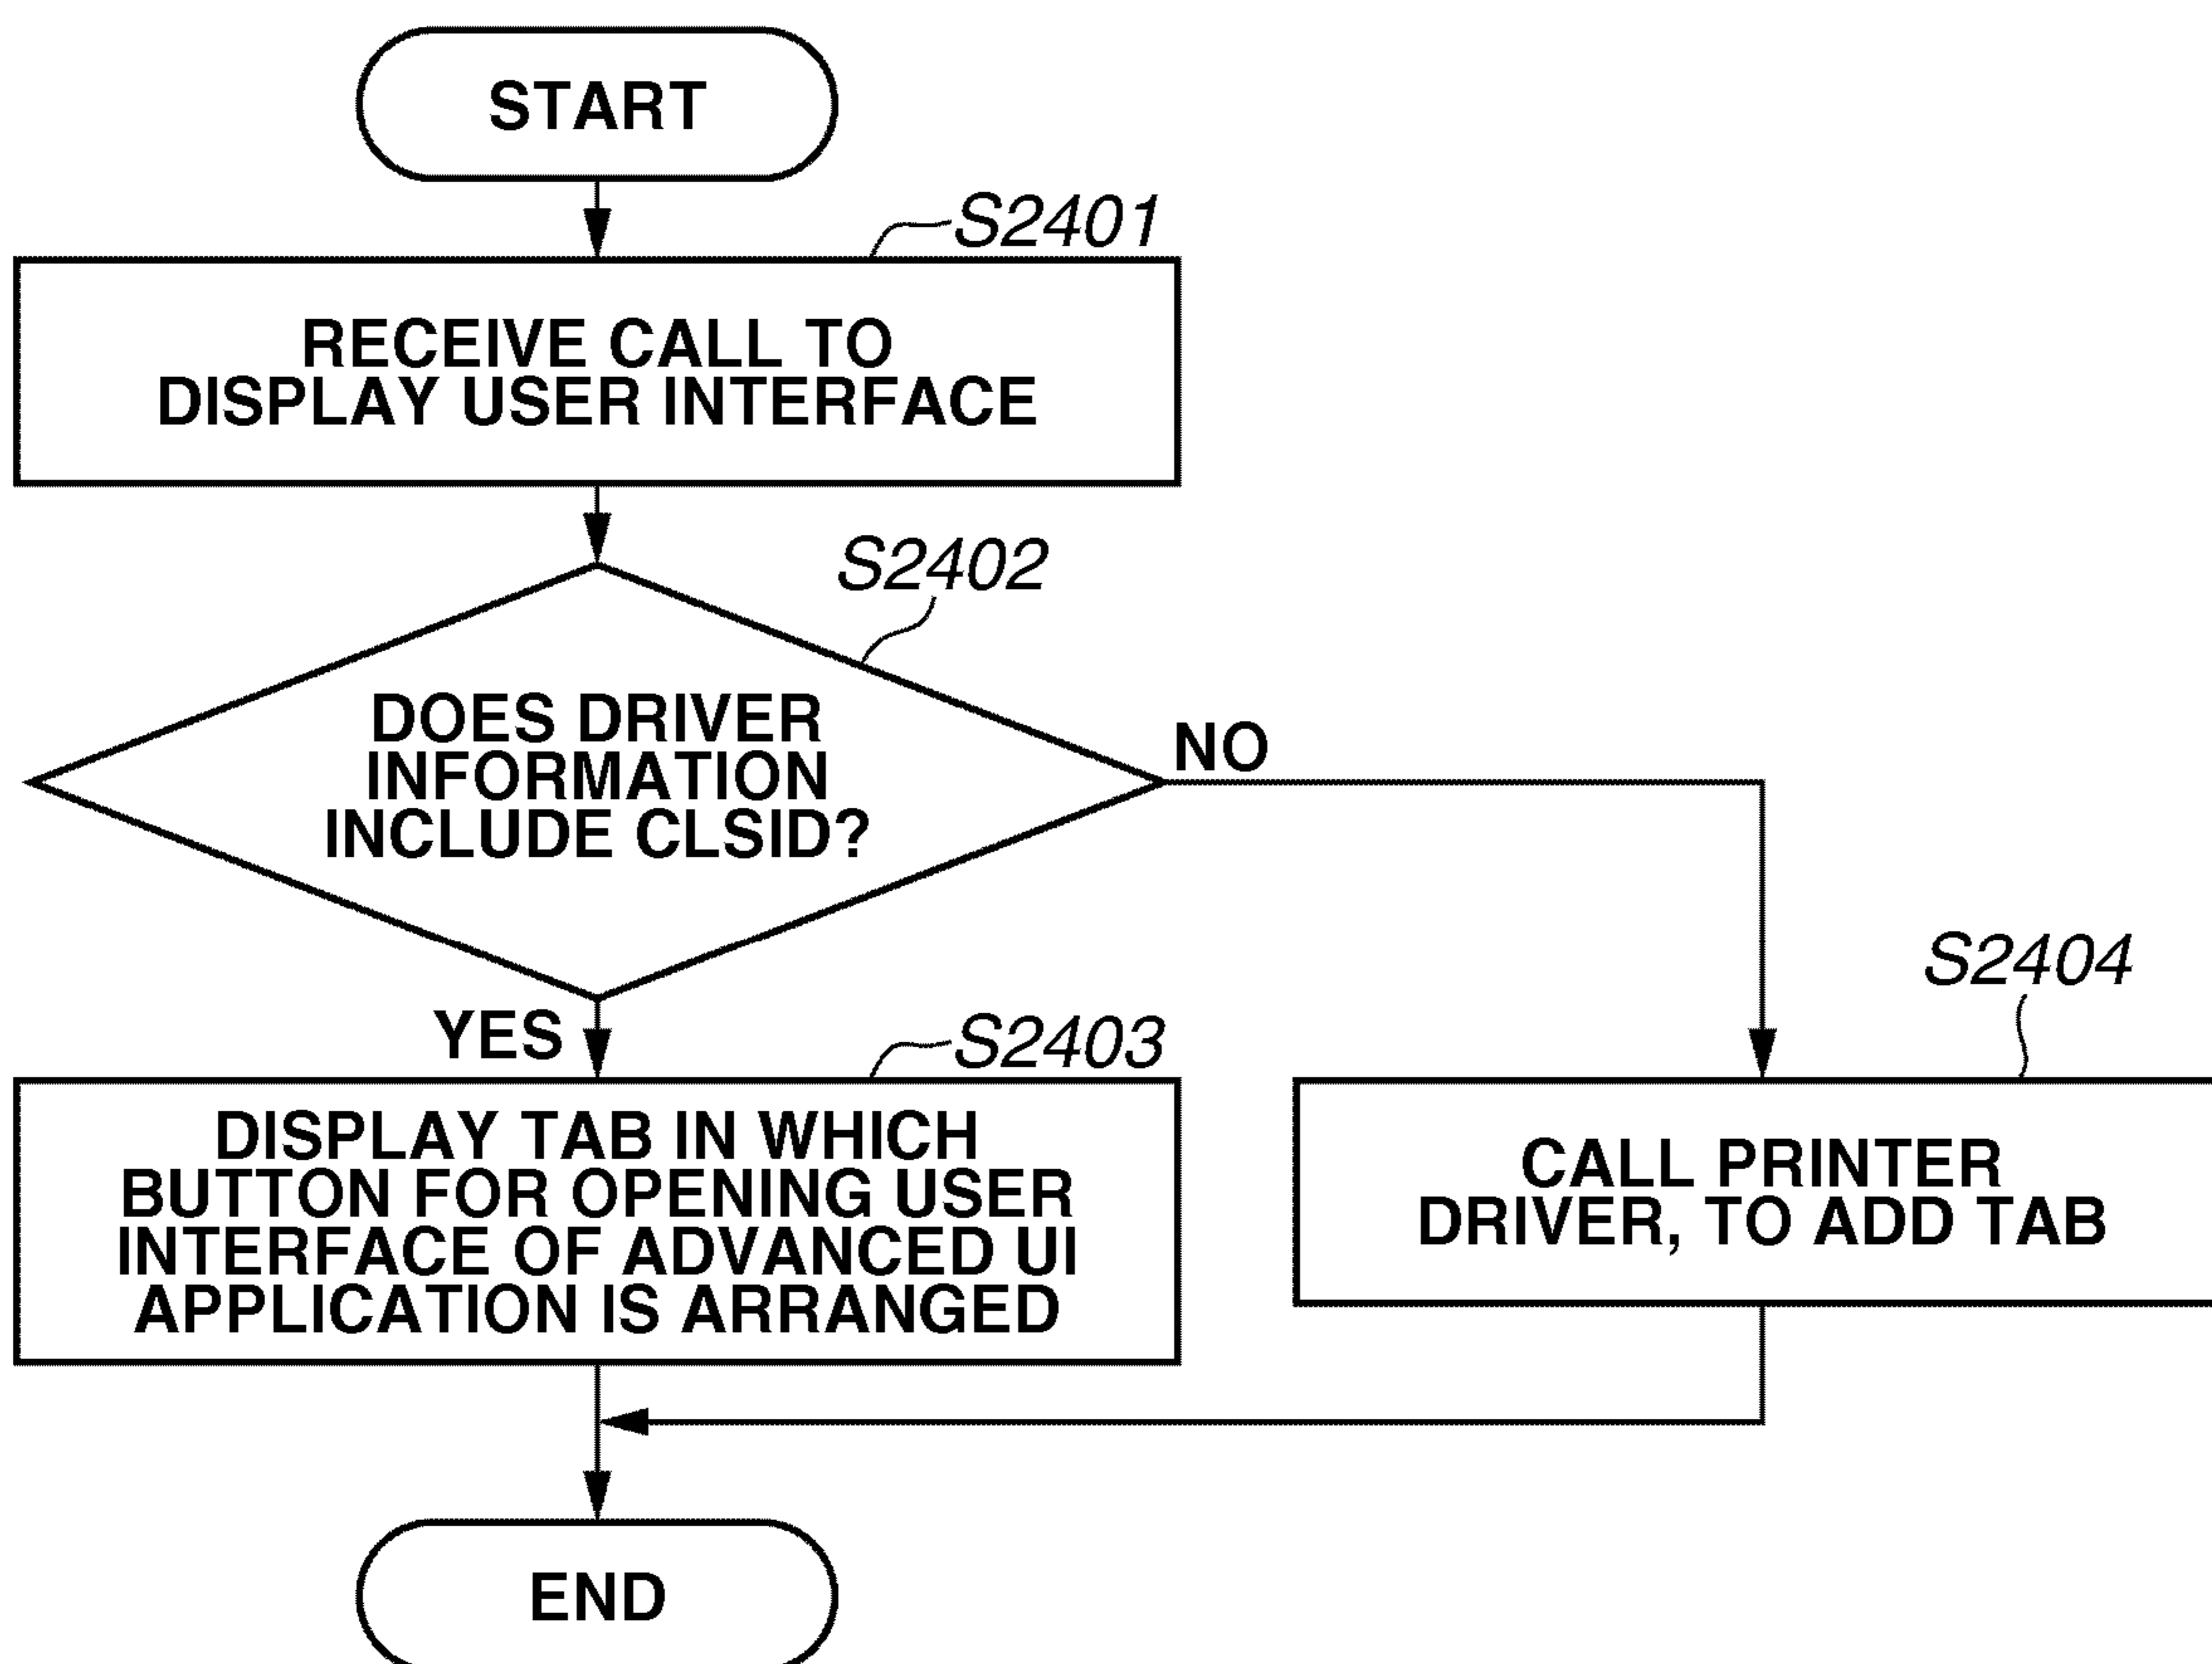 START
S2401
RECEIVE CALL TO
DISPLAY USER INTERFACE
S2402
DOES DRIVER
INFORMATION
INCLUDE CLSID?
NO
YES
S2403
S2404
DISPLAY TAB IN WHICH
BUTTON FOR OPENING USER
INTERFACE OF ADVANCED UI
APPLICATION IS ARRANGED
CALL PRINTER
DRIVER, TO ADD TAB
END